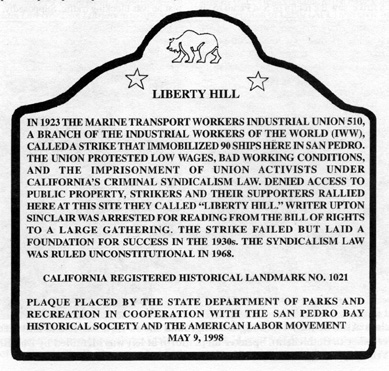 LIBERTY HILL
IN 1923 THE MARINE TRANSPORT WORKERS INDUSTRIAL UNION 510,
A BRANCH OF THE INDUSTRIAL WORKERS OF THE WORLD (IWW),
CALLED A STRIKE THAT IMMOBILIZED 90 SHIPS HERE IN SAN PEDRO.
THE UNION PROTESTED LOW WAGES, BAD WORKING CONDITIONS,
AND THE IMPRISONMENT OF UNION ACTIVISTS UNDER
CALIFORNIA'S CRIMINAL SYNDICALISM LAW. DENIED ACCESS TO
PUBLIC PROPERTY, STRIKERS AND THEIR SUPPORTERS RALLIED
HERE AT THIS SITE THEY CALLED "LIBERTY HILL." WRITER UPTON
SINCLAIR WAS ARRESTED FOR READING FROM THE BILL OF RIGHTS
TO A LARGE GATHERING. THE STRIKE FAILED BUT LAID A
FOUNDATION FOR SUCCESS IN THE 1930s. THE SYNDICALISM LAW
WAS RULED UNCONSTITUTIONAL IN 1968.
CALIFORNIA REGISTERED HISTORICAL LANDMARK NO. 1021
PLAQUE PLACED BY THE STATE DEPARTMENT OF PARKS AND
RECREATION IN COOPERATION WITH THE SAN PEDRO BAY
HISTORICAL SOCIETY AND THE AMERICAN LABOR MOVEMENT
MAY 9, 1998